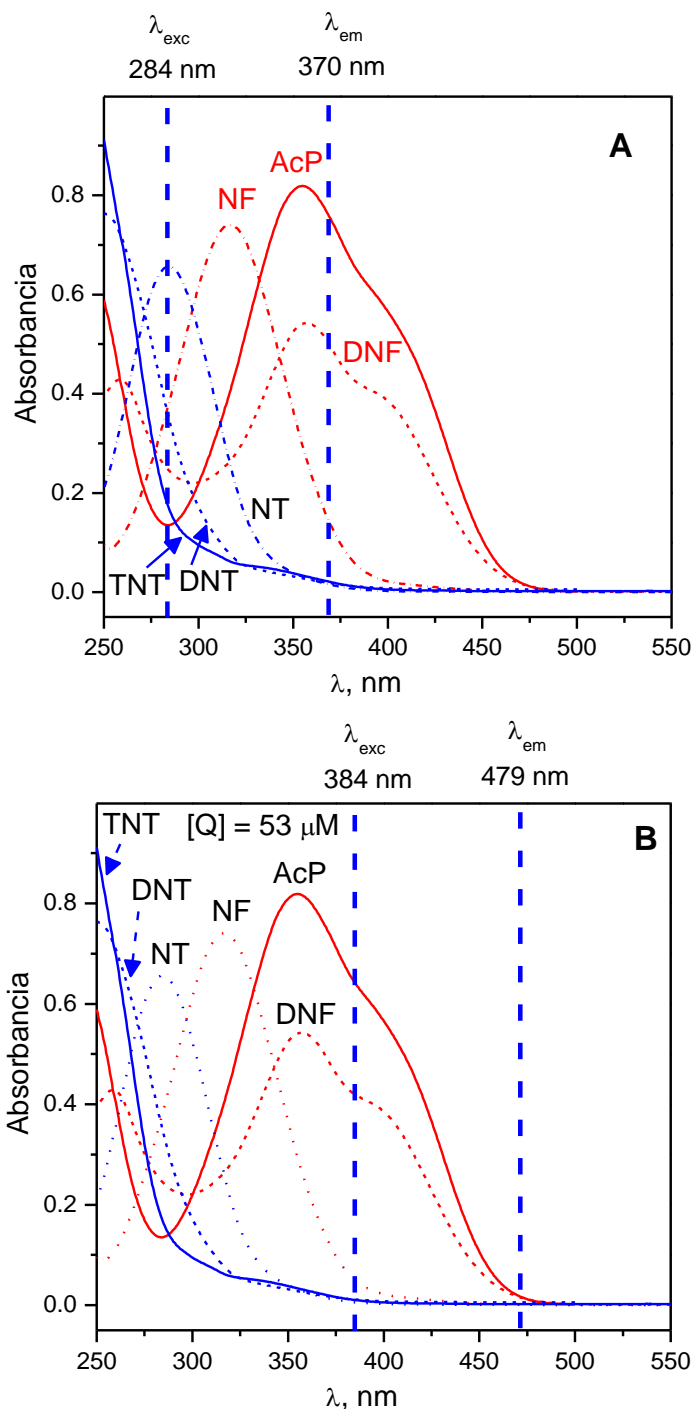 λexc
λem
284 nm
370 nm
A
AcP
NF
DNF
NT
TNT
DNT
Absorbancia
0.8
0.6
0.4
0.2
0.0
250 300 350 400 450 500 550
λ, nm
λexc
λem
384 nm
479 nm
TNT
[Q] = 53 μM
B
DNT
AcP
NF
NT
DNF
Absorbancia
0.8
0.6
0.4
0.2
0.0
250 300 350 400 450 500 550
λ, nm